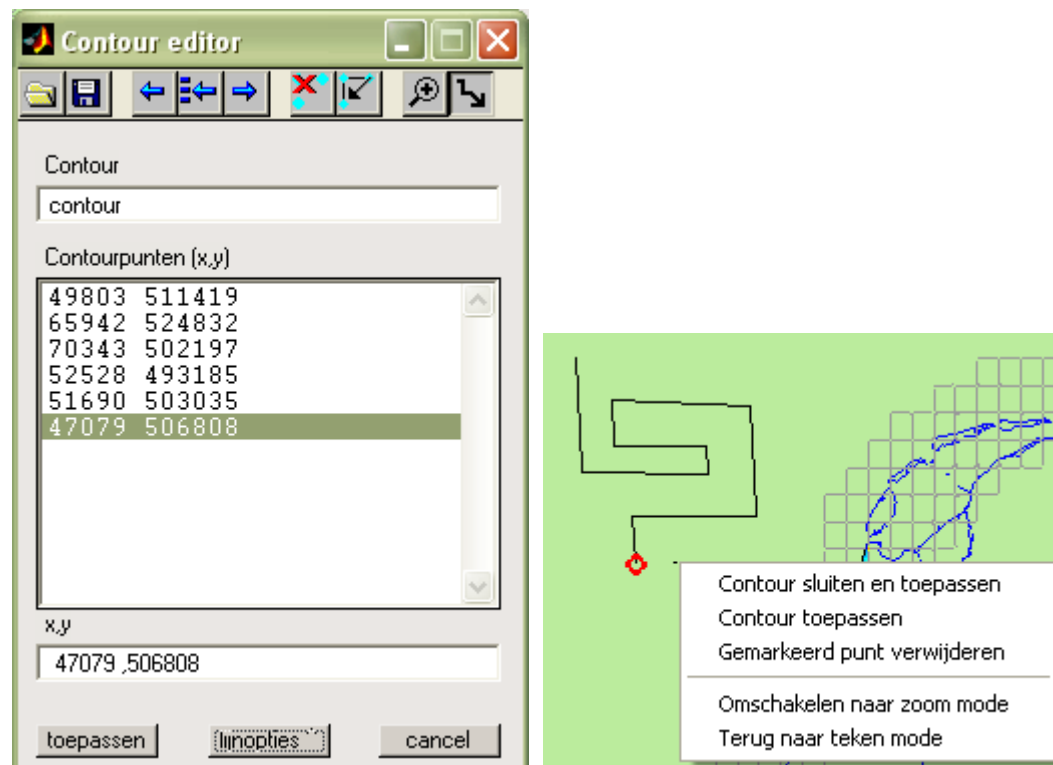 Contour editor
Contour
contour
Contourpunten (x,y)
49803 511419
65942 524832
70343 502197
52528 493185
51690 503035
47079 506808
x,y
47079 ,506808
toepassen lijnopties cancel
Contour sluiten en toepassen
Contour toepassen
Gemarkeerd punt verwijderen
Omschakelen naar zoom mode
Terug naar teken mode